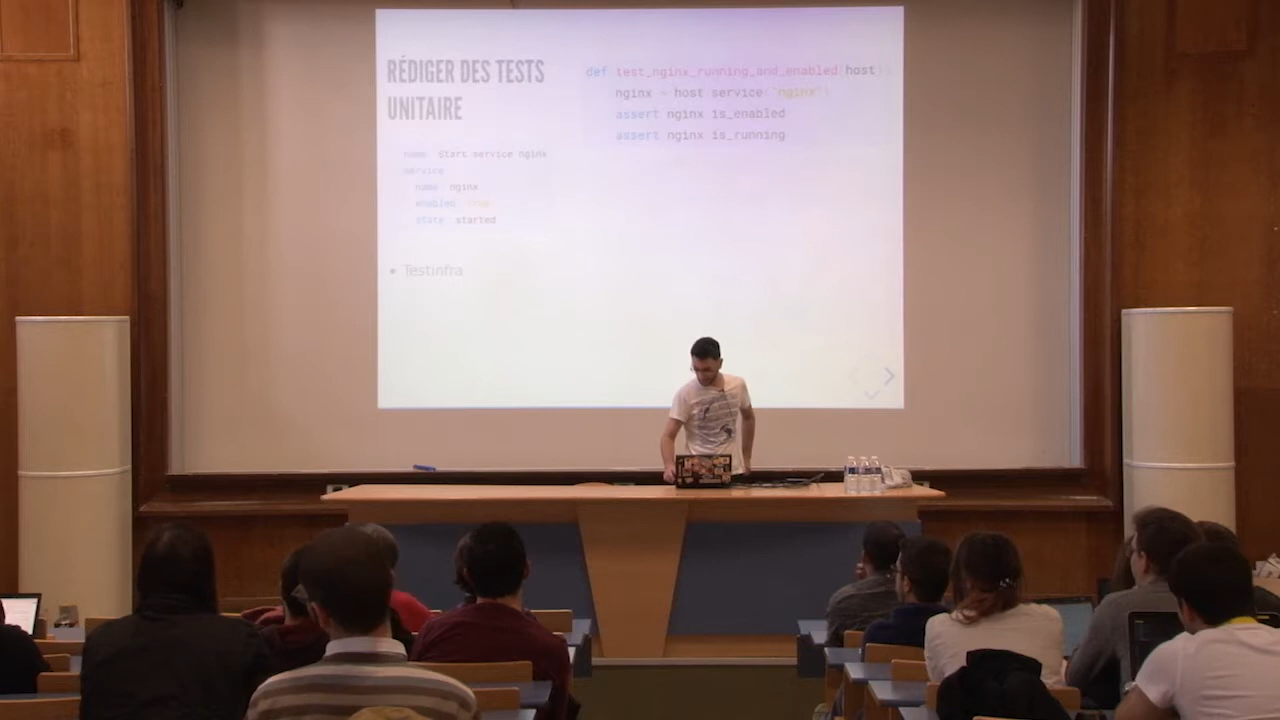 RÉDIGER DES TESTS
UNITAIRE
name: Start service nginx
service
name: nginx
enabled: true
state: started
• Testinfra
def test_nginx_running_and_enabled(host):
nginx = host.service("nginx")
assert nginx.is_enabled
assert nginx.is_running